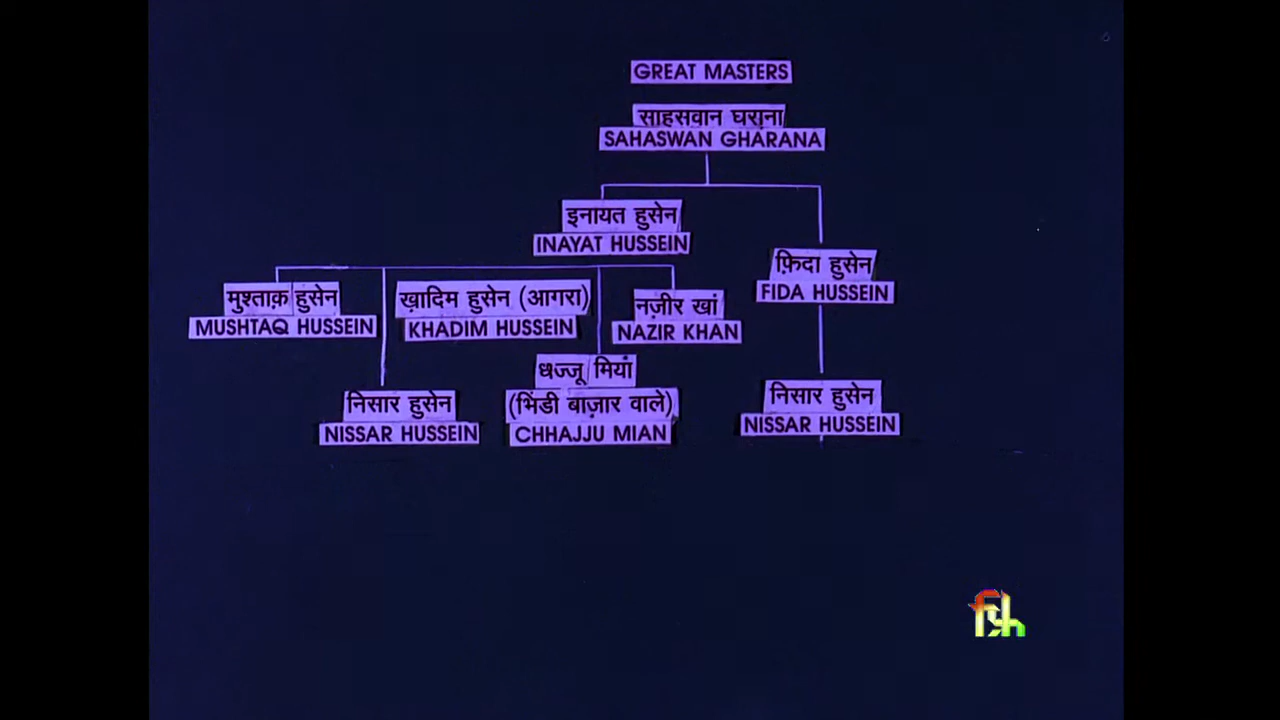 GREAT MASTERS
साहसवान घराना
SAHASWAN GHARANA
इनायत हुसेन
INAYAT HUSSEIN
फ़िदा हुसेन
FIDA HUSSEIN
मुश्ताक़ हुसेन
MUSHTAQ HUSSEIN
ख़ादिम हुसेन (आगरा)
KHADIM HUSSEIN
नज़ीर खां
NAZIR KHAN
निसार हुसेन
NISSAR HUSSEIN
छज्जू मियां
(भिंडी बाज़ार वाले)
CHHAJJU MIAN
निसार हुसेन
NISSAR HUSSEIN